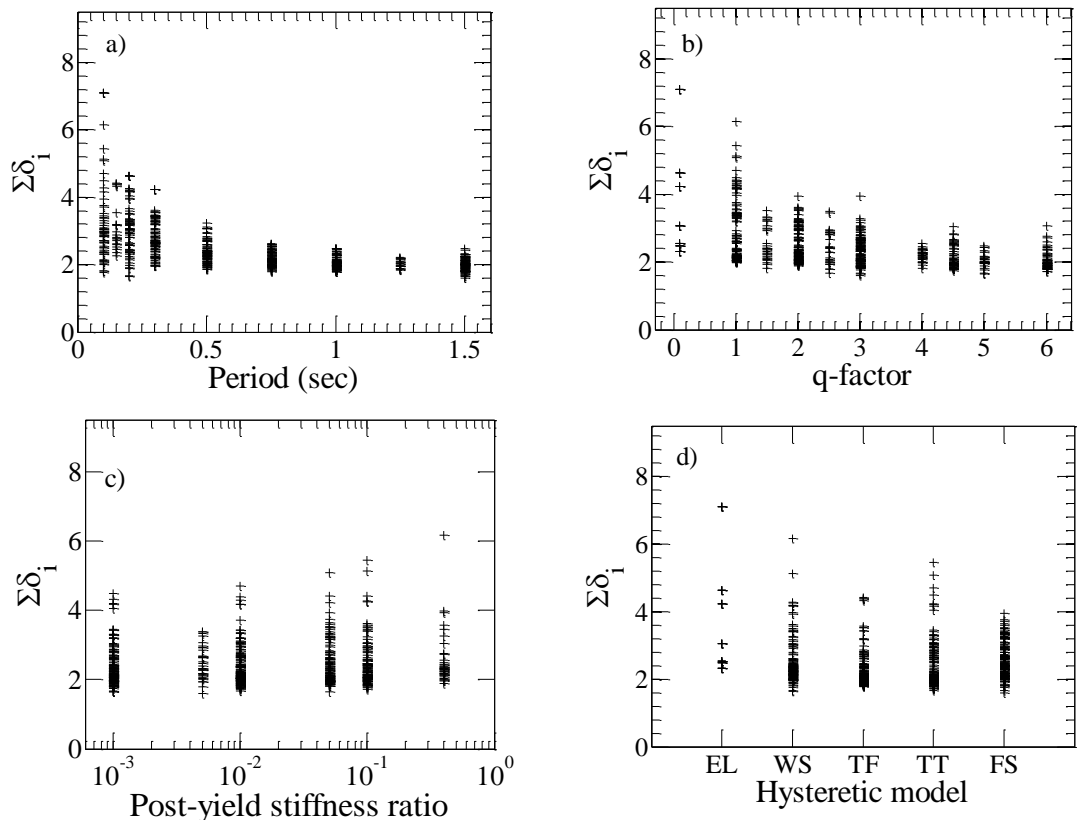 a)
8
6
4
2
0
Σδi
0
0.5
1
1.5
Period (sec)
b)
8
6
4
2
0
Σδi
0 1 2 3 4 5 6
q-factor
c)
8
6
4
2
0
Σδi
10-3 10-2 10-1 100
Post-yield stiffness ratio
d)
8
6
4
2
0
Σδi
EL WS TF TT FS
Hysteretic model